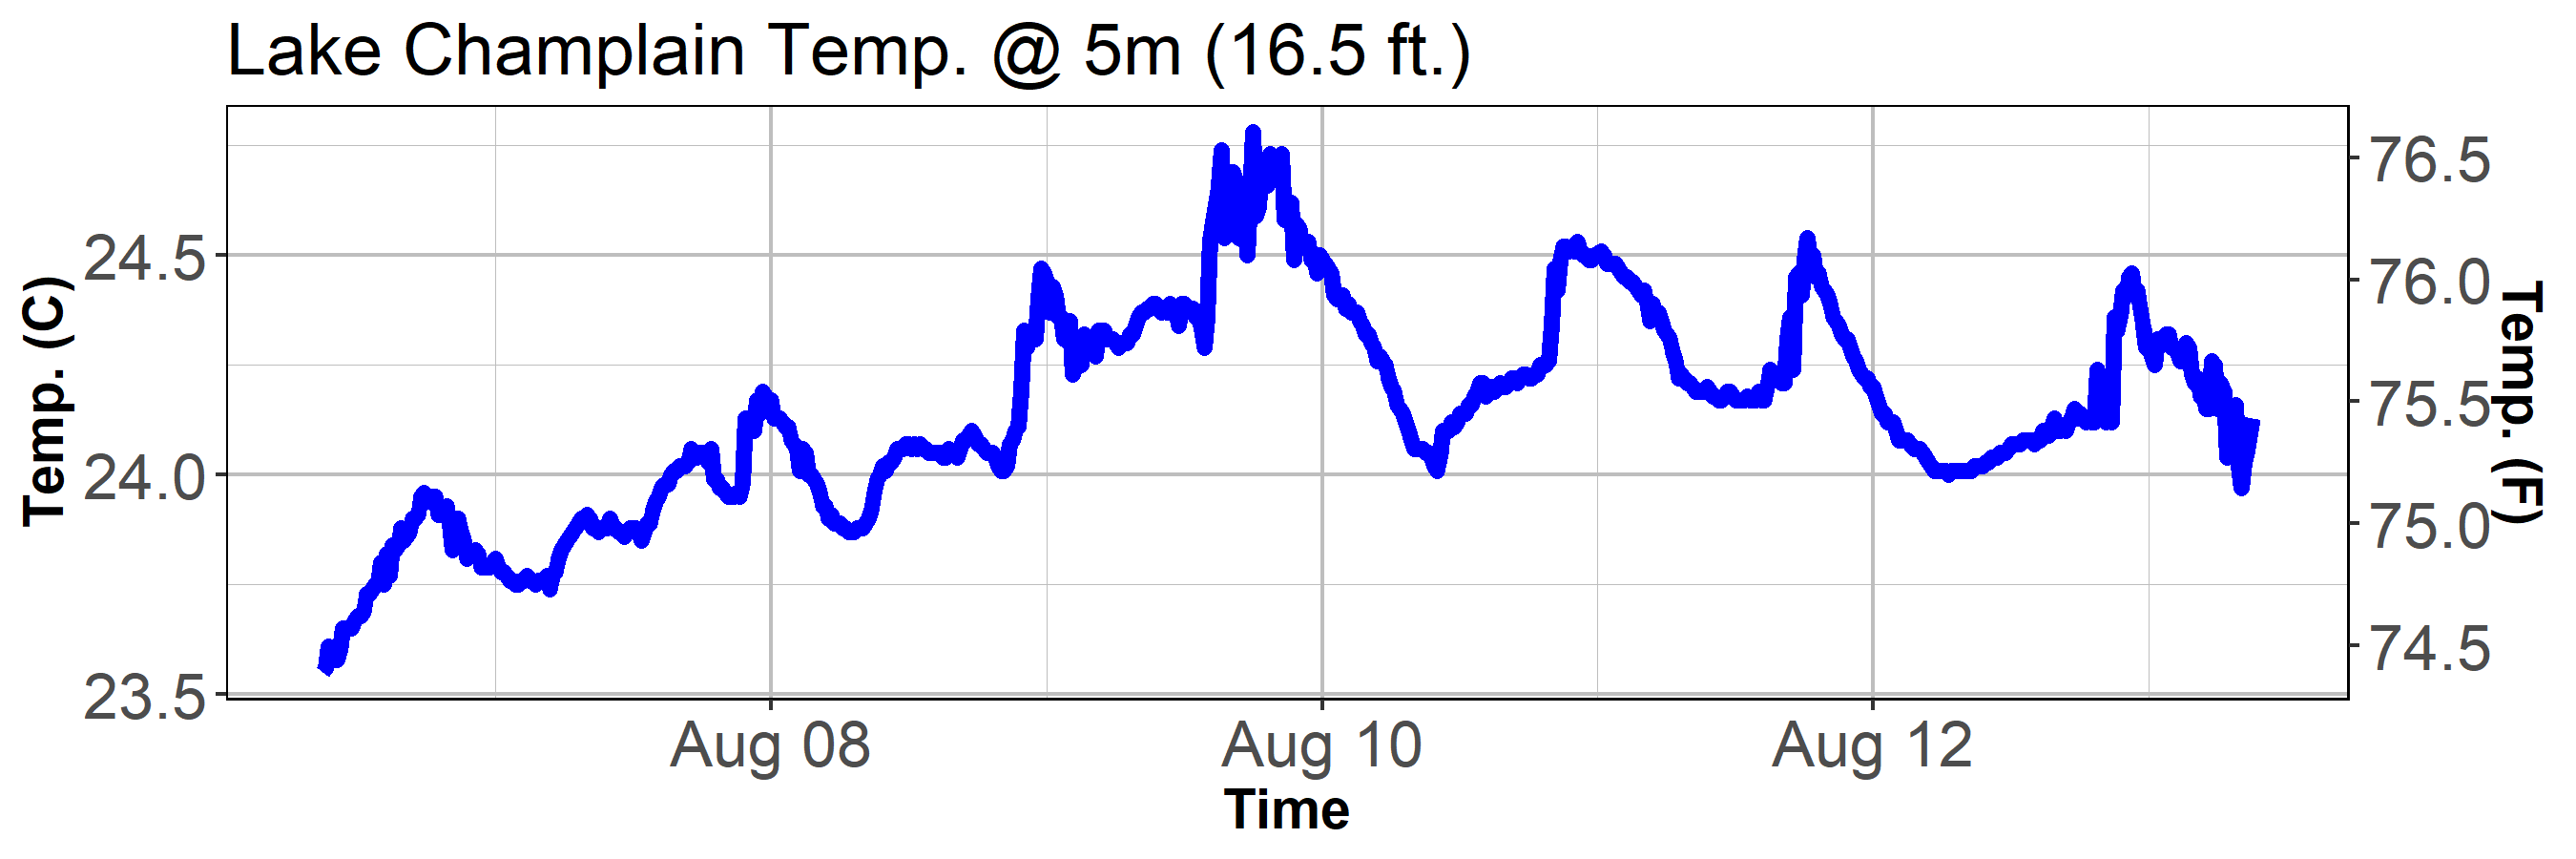 Lake Champlain Temp. @ 5m (16.5 ft.)
Temp. (C)
24.5
24.0
23.5
76.5
76.0
75.5
75.0
74.5
Temp. (F)
Aug 08 Aug 10 Aug 12
Time